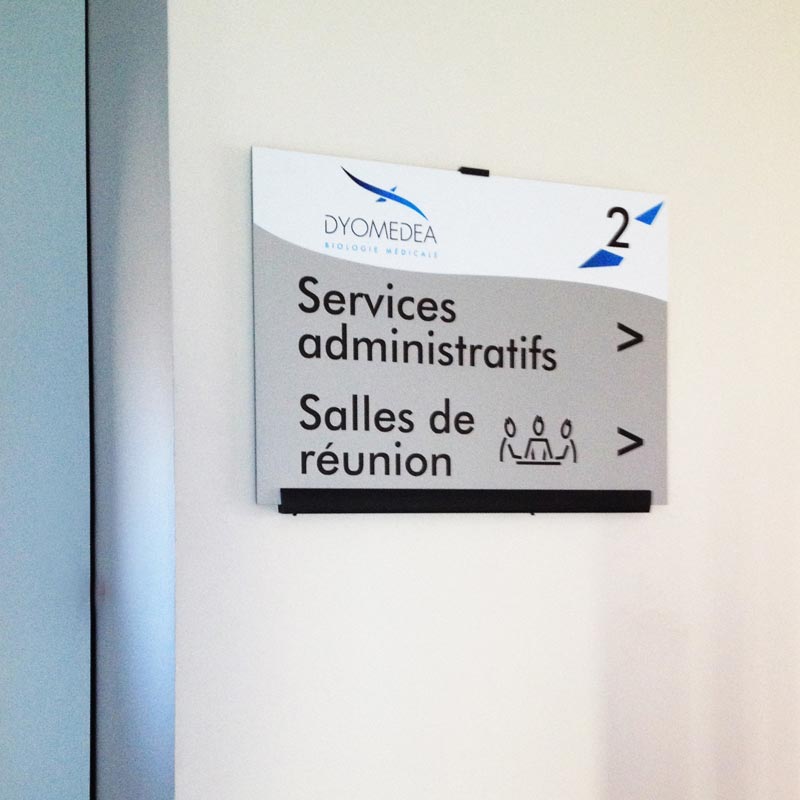 DYOMEDEA
BIOLOGIE MÉDICALE
2
Services
administratifs >
Salles de
réunion >